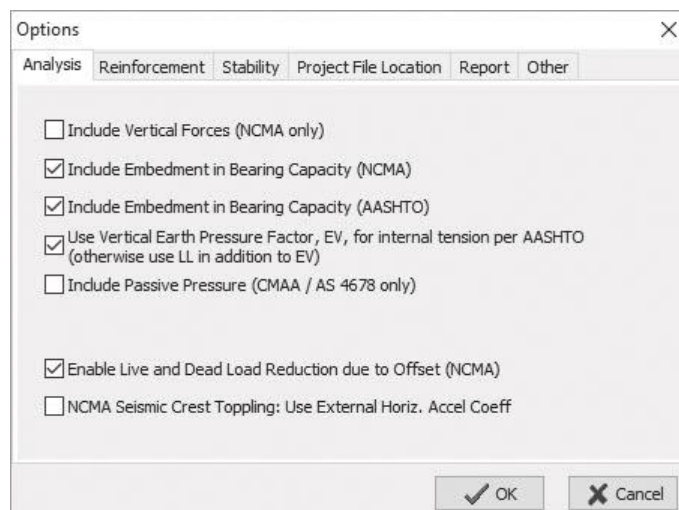 Options
Analysis Reinforcement Stability Project File Location Report Other
Include Vertical Forces (NCMA only)
Include Embedment in Bearing Capacity (NCMA)
Include Embedment in Bearing Capacity (AASHTO)
Use Vertical Earth Pressure Factor, EV, for internal tension per AASHTO
(otherwise use LL in addition to EV)
Include Passive Pressure (CMAA / AS 4678 only)
Enable Live and Dead Load Reduction due to Offset (NCMA)
NCMA Seismic Crest Toppling: Use External Horiz. Accel Coeff
OK Cancel